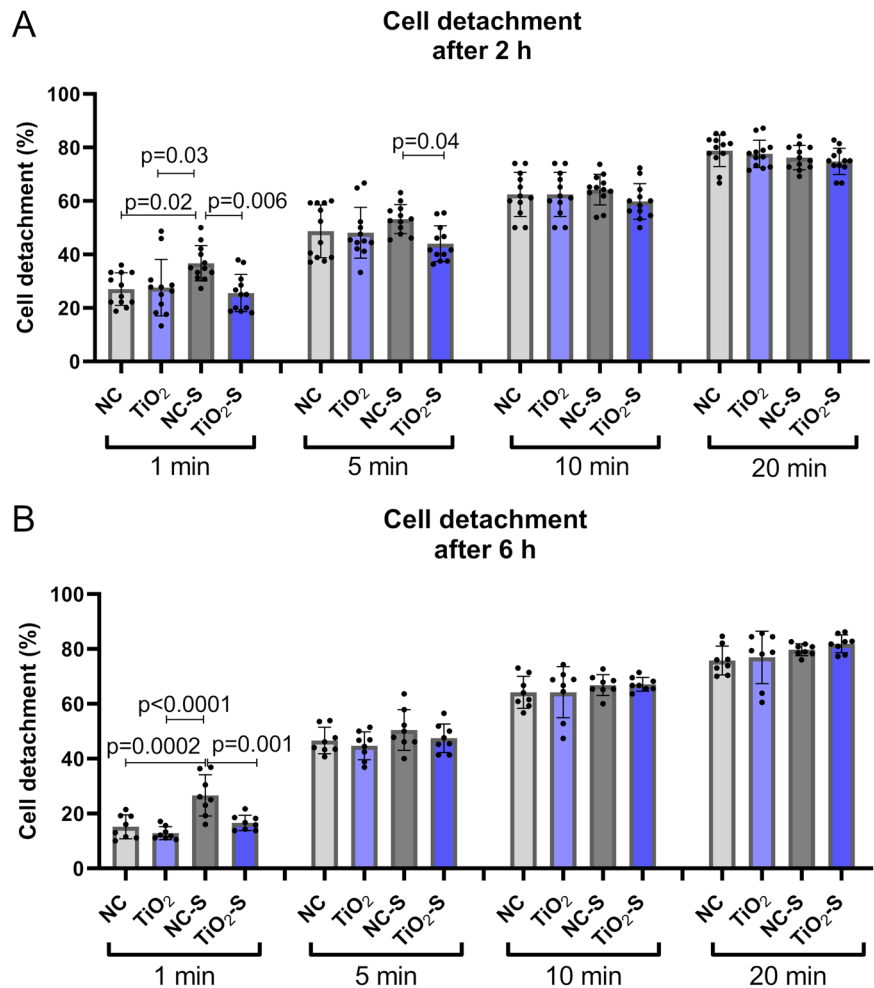 A
Cell detachment
after 2 h
Cell detachment (%)
100
80
60
40
20
0
p=0.04
p=0.03
p=0.02
p=0.006
NC TiO₂ NC-S TiO₂-S NC TiO₂ NC-S TiO₂-S NC TiO₂ NC-S TiO₂-S NC TiO₂ NC-S TiO₂-S
1 min 5 min 10 min 20 min
B
Cell detachment
after 6 h
Cell detachment (%)
100
80
60
40
20
0
p<0.0001
p=0.0002 p=0.001
NC TiO₂ NC-S TiO₂-S NC TiO₂ NC-S TiO₂-S NC TiO₂ NC-S TiO₂-S NC TiO₂ NC-S TiO₂-S
1 min 5 min 10 min 20 min